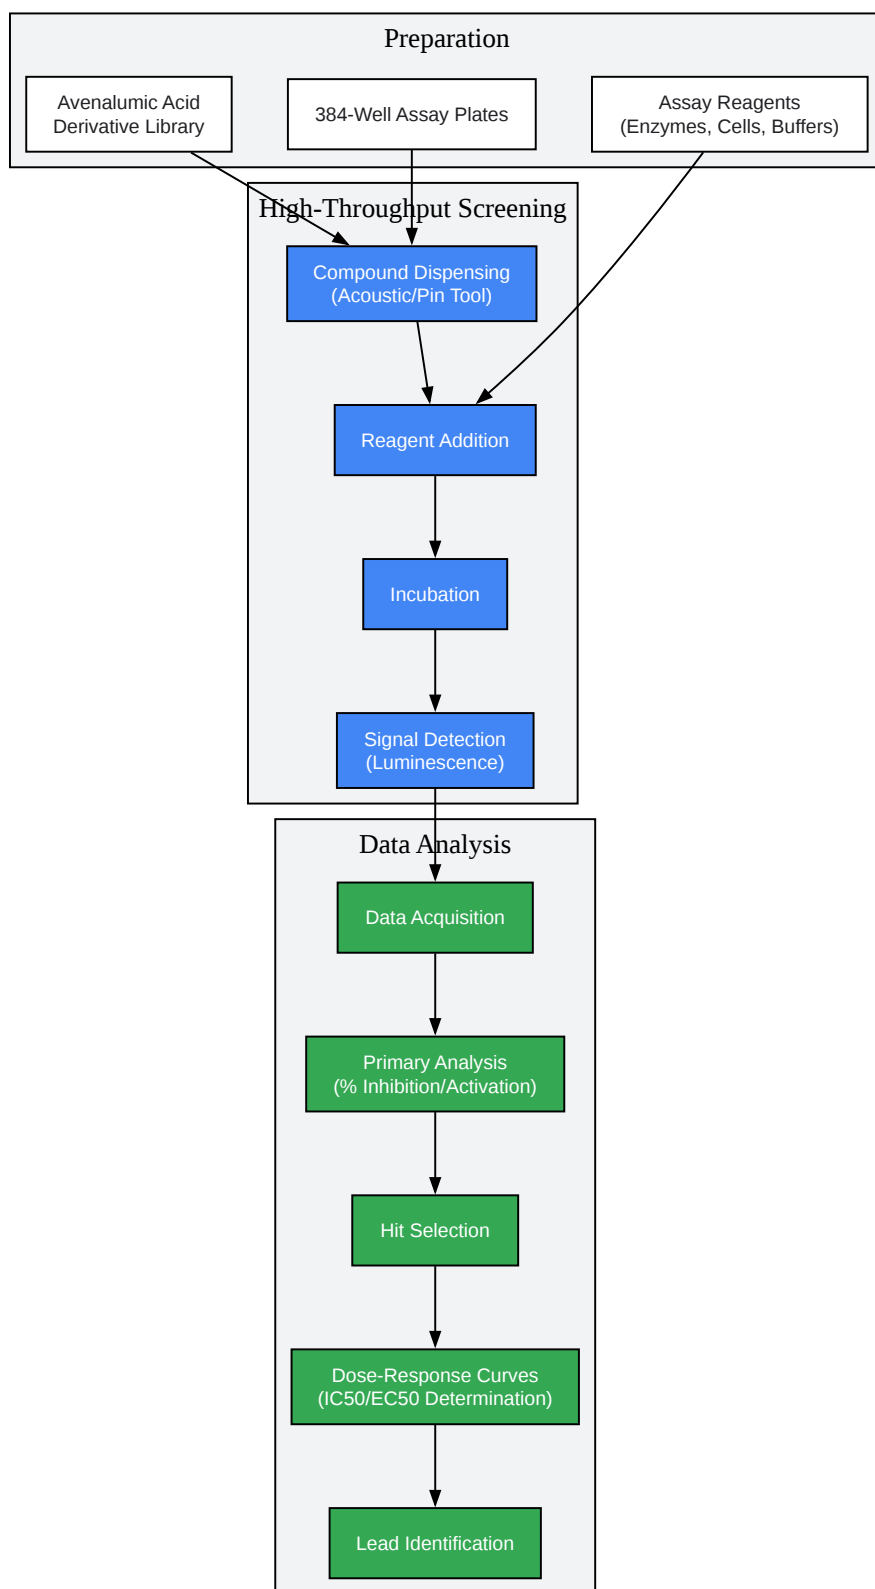 Preparation
Avenalumic Acid
Derivative Library
384-Well Assay Plates
Assay Reagents
(Enzymes, Cells, Buffers)
High-Throughput Screening
Compound Dispensing
(Acoustic/Pin Tool)
Reagent Addition
Incubation
Signal Detection
(Luminescence)
Data Analysis
Data Acquisition
Primary Analysis
(% Inhibition/Activation)
Hit Selection
Dose-Response Curves
(IC50/EC50 Determination)
Lead Identification